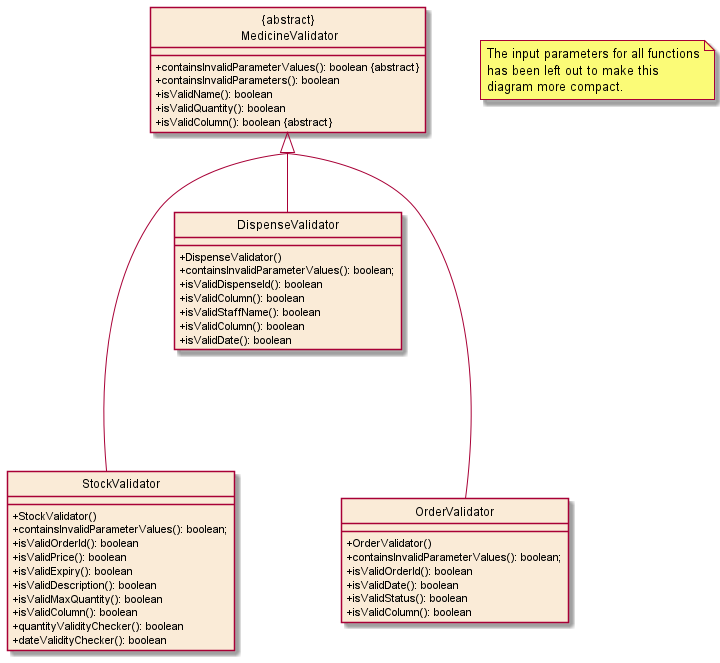 {abstract}
MedicineValidator
+containsInvalidParameterValues(): boolean {abstract}
+containsInvalidParameters(): boolean
+isValidName(): boolean
+isValidQuantity(): boolean
+isValidColumn(): boolean {abstract}
The input parameters for all functions
has been left out to make this
diagram more compact.
DispenseValidator
+DispenseValidator()
+containsInvalidParameterValues(): boolean;
+isValidDispenseId(): boolean
+isValidColumn(): boolean
+isValidStaffName(): boolean
+isValidColumn(): boolean
+isValidDate(): boolean
StockValidator
+StockValidator()
+containsInvalidParameterValues(): boolean;
+isValidOrderId(): boolean
+isValidPrice(): boolean
+isValidExpiry(): boolean
+isValidDescription(): boolean
+isValidMaxQuantity(): boolean
+isValidColumn(): boolean
+quantityValidityChecker(): boolean
+dateValidityChecker(): boolean
OrderValidator
+OrderValidator()
+containsInvalidParameterValues(): boolean;
+isValidOrderId(): boolean
+isValidDate(): boolean
+isValidStatus(): boolean
+isValidColumn(): boolean